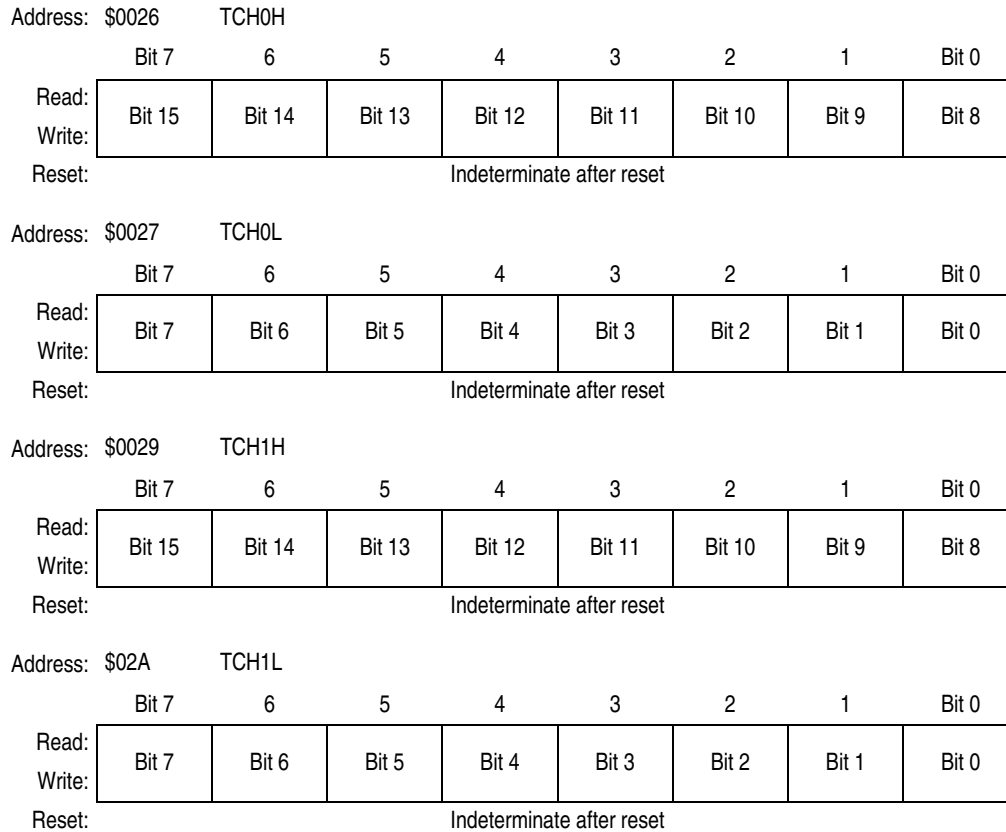 Address: $0026 TCH0H
Bit 7 6 5 4 3 2 1 Bit 0
Read:
Bit 15 Bit 14 Bit 13 Bit 12 Bit 11 Bit 10 Bit 9 Bit 8
Write:
Reset: Indeterminate after reset
Address: $0027 TCH0L
Bit 7 6 5 4 3 2 1 Bit 0
Read:
Bit 7 Bit 6 Bit 5 Bit 4 Bit 3 Bit 2 Bit 1 Bit 0
Write:
Reset: Indeterminate after reset
Address: $0029 TCH1H
Bit 7 6 5 4 3 2 1 Bit 0
Read:
Bit 15 Bit 14 Bit 13 Bit 12 Bit 11 Bit 10 Bit 9 Bit 8
Write:
Reset: Indeterminate after reset
Address: $02A TCH1L
Bit 7 6 5 4 3 2 1 Bit 0
Read:
Bit 7 Bit 6 Bit 5 Bit 4 Bit 3 Bit 2 Bit 1 Bit 0
Write:
Reset: Indeterminate after reset